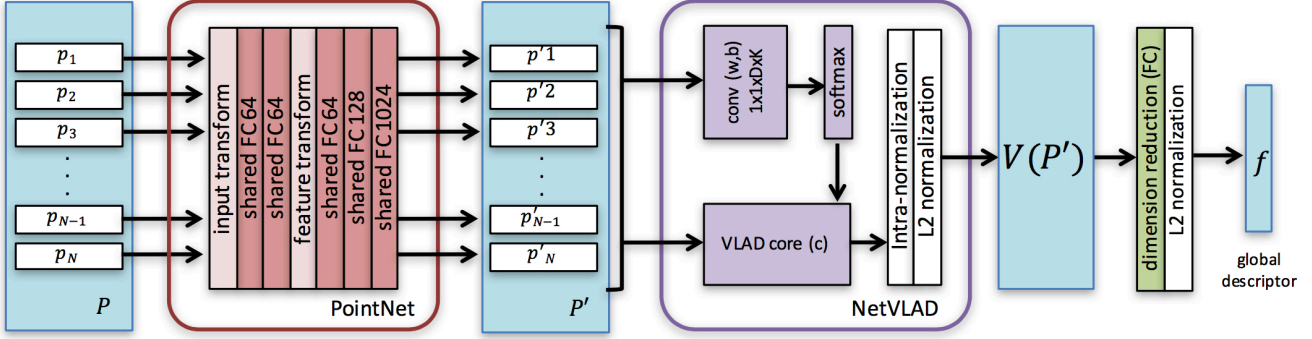 p1
p2
p3
.
.
.
pN−1
pN
P
input transform
shared FC64
shared FC64
feature transform
shared FC64
shared FC128
shared FC1024
PointNet
p′1
p′2
p′3
.
.
.
p′N−1
p′N
P′
conv (w,b)
1x1xDxK
softmax
VLAD core (c)
Intra-normalization
L2 normalization
NetVLAD
V(P′)
dimension reduction (FC)
L2 normalization
f
global
descriptor